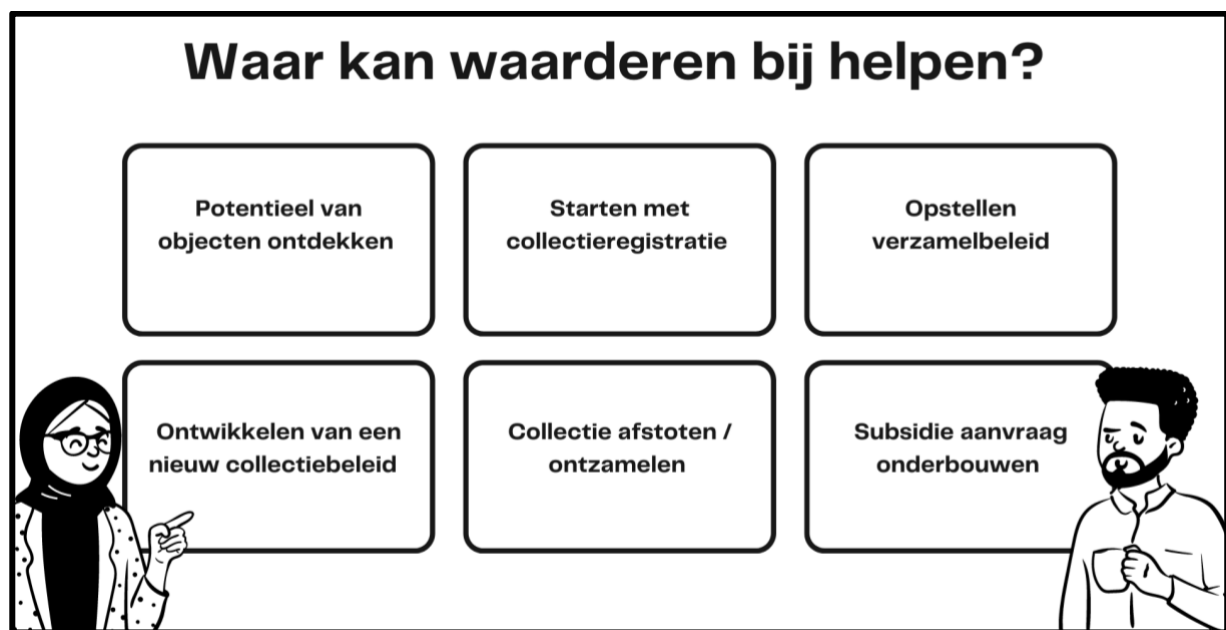 Waar kan waarderen bij helpen?
Potentieel van
objecten ontdekken
Starten met
collectieregistratie
Opstellen
verzamelbeleid
Ontwikkelen van een
nieuw collectiebeleid
Collectie afstoten /
ontzamelen
Subsidie aanvraag
onderbouwen